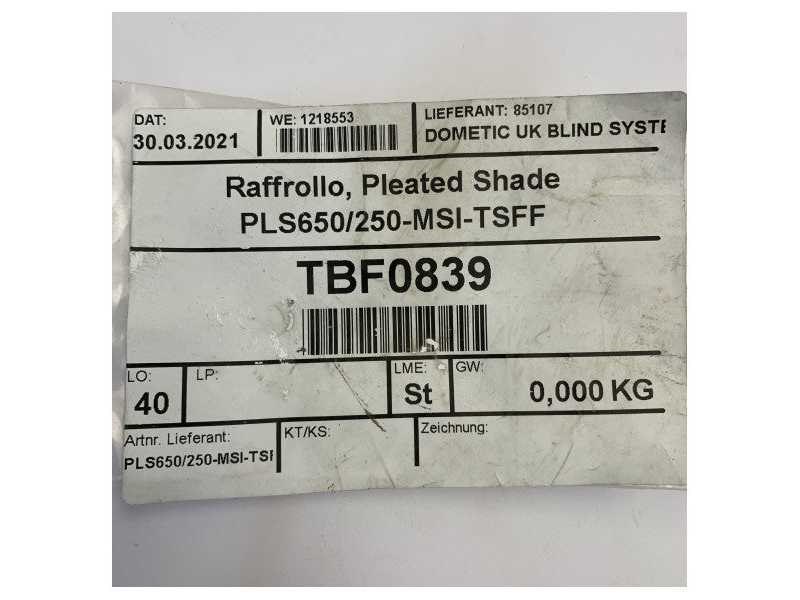 DAT: WE: 1218553 LIEFERANT: 85107
30.03.2021 DOMETIC UK BLIND SYSTE
Raffrollo, Pleated Shade
PLS650/250-MSI-TSFF
TBF0839
LO: LP: LME: GW:
40 St 0,000 KG
Artnr. Lieferant: KT/KS: Zeichnung:
PLS650/250-MSI-TSF